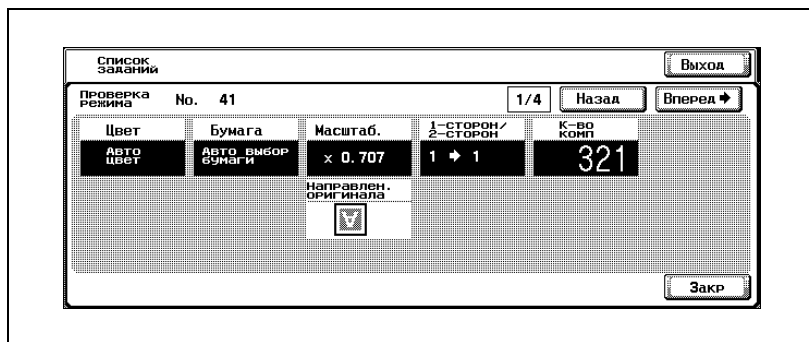 Список
заданий
Выход
Проверка
режима
No. 41
1/4
Назад
Вперед
Цвет
Бумага
Масштаб.
1-сторон/
2-сторон
К-во
комп
Авто
цвет
Авто выбор
бумаги
x 0.707
1 ➔ 1
321
Направлен.
оригинала
Закр